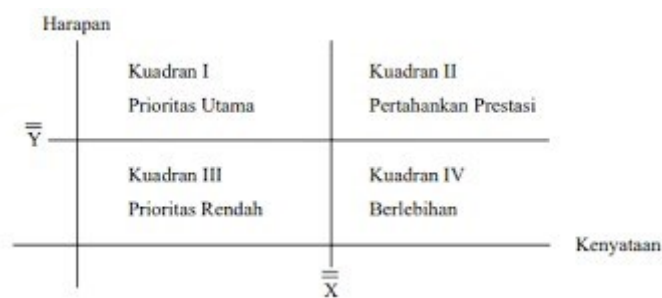 Harapan
Kuadran I
Prioritas Utama
Kuadran II
Pertahankan Prestasi
Y̿
Kuadran III
Prioritas Rendah
Kuadran IV
Berlebihan
Kenyataan
X̿